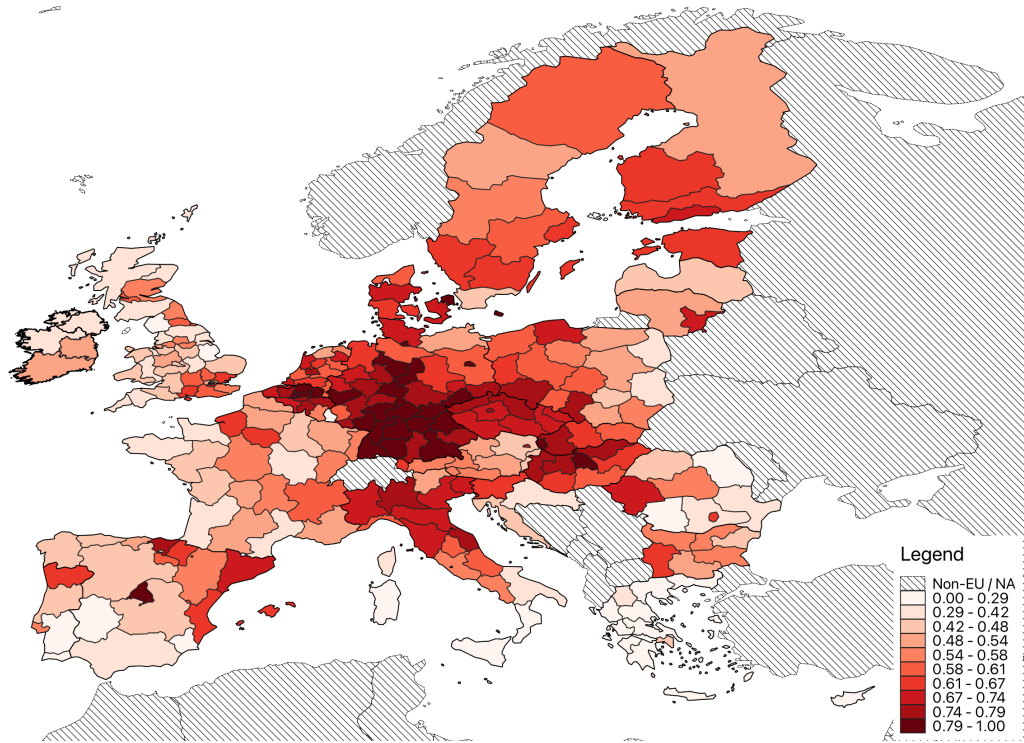 Legend
Non-EU / NA
0.00 - 0.29
0.29 - 0.42
0.42 - 0.48
0.48 - 0.54
0.54 - 0.58
0.58 - 0.61
0.61 - 0.67
0.67 - 0.74
0.74 - 0.79
0.79 - 1.00